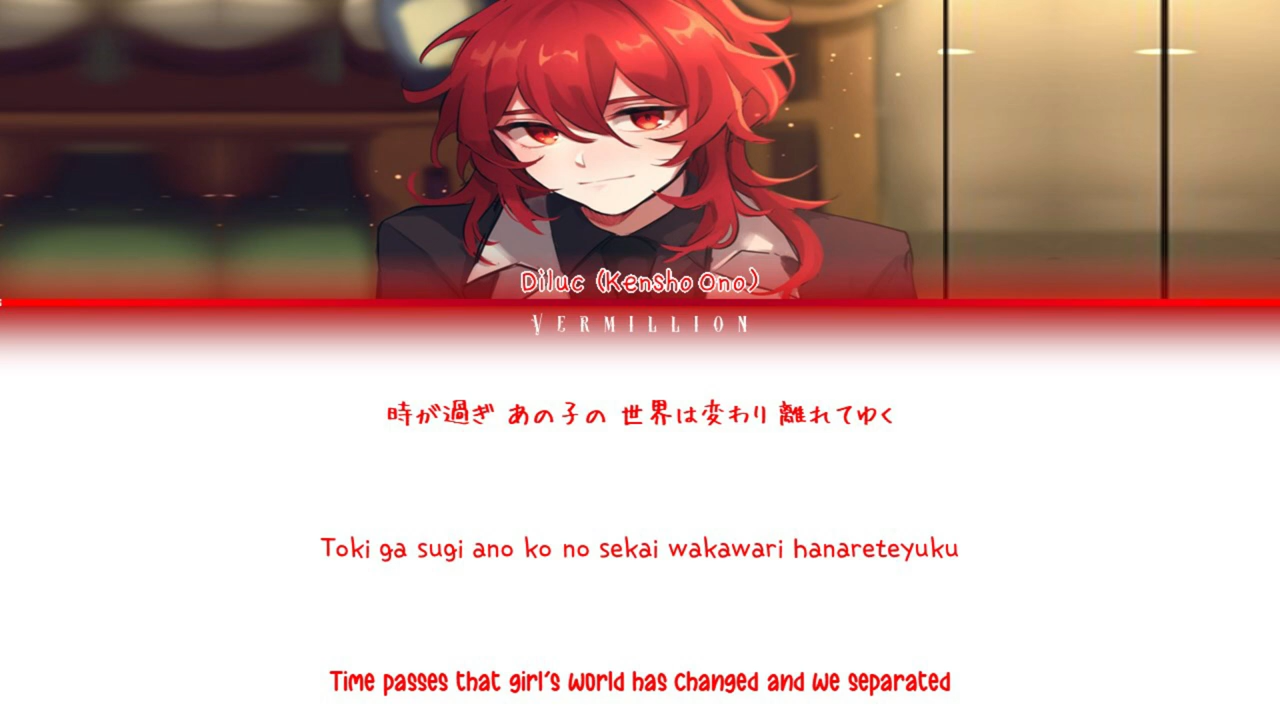 Diluc (Kensho Ono)
VERMILLION
時が過ぎ あの子の 世界は変わり 離れてゆく
Toki ga sugi ano ko no sekai wakawari hanareteyuku
Time passes that girl's world has changed and we separated